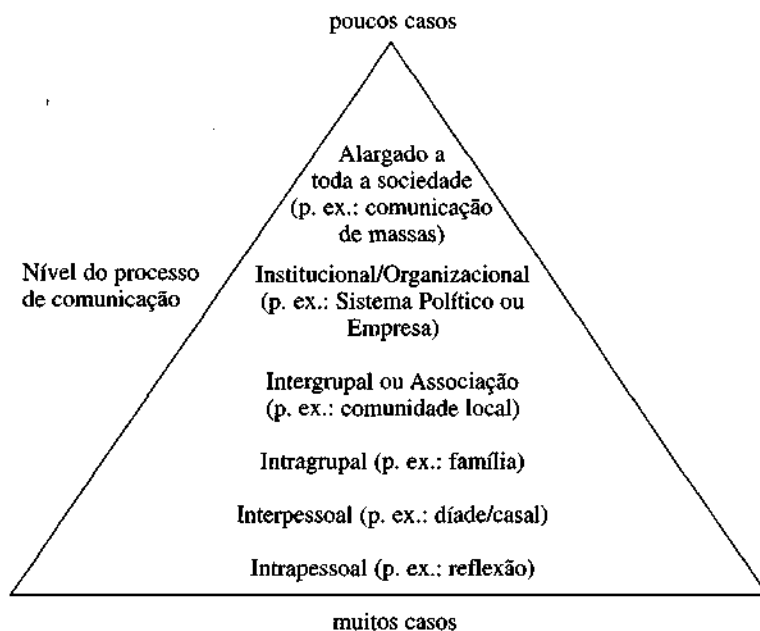 poucos casos
Alargado a
toda a sociedade
(p. ex.: comunicação
de massas)
Nível do processo
de comunicação
Institucional/Organizacional
(p. ex.: Sistema Político ou
Empresa)
Intergrupal ou Associação
(p. ex.: comunidade local)
Intragrupal (p. ex.: família)
Interpessoal (p. ex.: díade/casal)
Intrapessoal (p. ex.: reflexão)
muitos casos